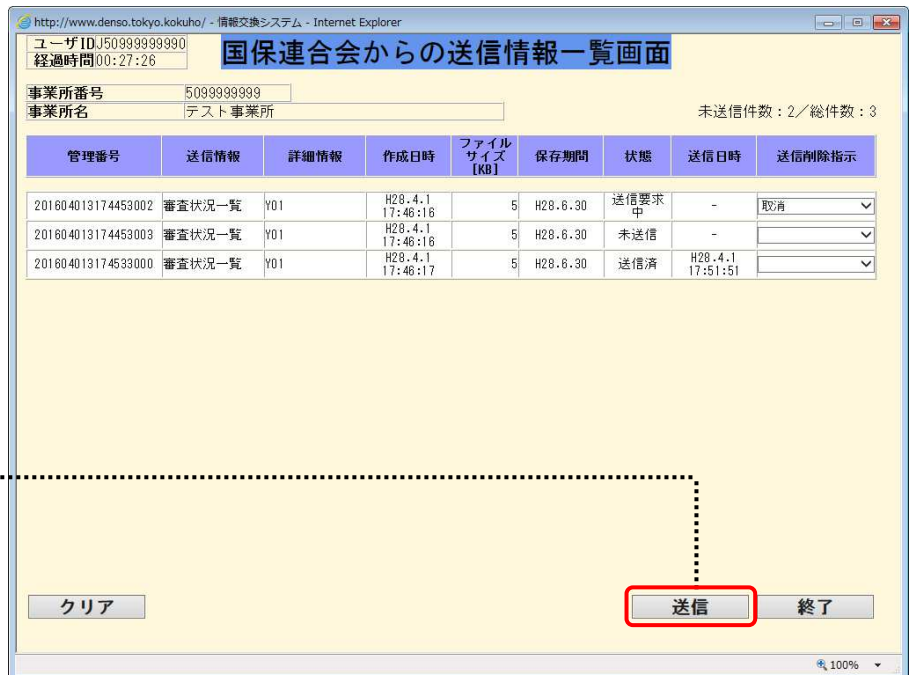 http://www.denso.tokyo.kokuho/ - 情報交換システム - Internet Explorer
ユーザID J50999999990
経過時間 00:27:26
国保連合会からの送信情報一覧画面
事業所番号 5099999999
事業所名 テスト事業所
未送信件数：2／総件数：3
管理番号 送信情報 詳細情報 作成日時 ファイルサイズ[KB] 保存期間 状態 送信日時 送信削除指示
201604013174453002 審査状況一覧 Y01 H28.4.1 17:46:16 5 H28.6.30 送信要求中 - 取消
201604013174453003 審査状況一覧 Y01 H28.4.1 17:46:16 5 H28.6.30 未送信 -
201604013174533000 審査状況一覧 Y01 H28.4.1 17:46:17 5 H28.6.30 送信済 H28.4.1 17:51:51
クリア 送信 終了
100%